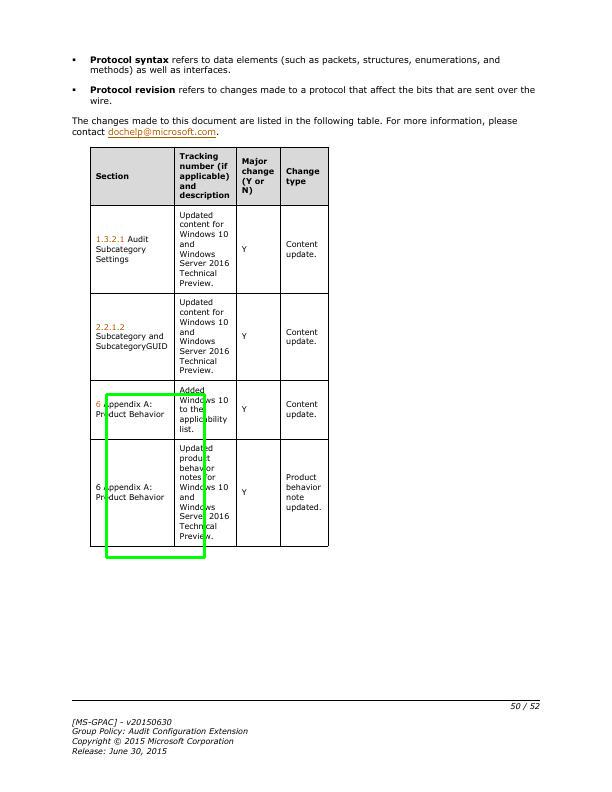 ▪ Protocol syntax refers to data elements (such as packets, structures, enumerations, and
methods) as well as interfaces.
▪ Protocol revision refers to changes made to a protocol that affect the bits that are sent over the
wire.
The changes made to this document are listed in the following table. For more information, please
contact dochelp@microsoft.com.
Section
Tracking
number (if
applicable)
and
description
Major
change
(Y or
N)
Change
type
1.3.2.1 Audit
Subcategory
Settings
Updated
content for
Windows 10
and
Windows
Server 2016
Technical
Preview.
Y
Content
update.
2.2.1.2
Subcategory and
SubcategoryGUID
Updated
content for
Windows 10
and
Windows
Server 2016
Technical
Preview.
Y
Content
update.
6 Appendix A:
Product Behavior
Added
Windows 10
to the
applicability
list.
Y
Content
update.
6 Appendix A:
Product Behavior
Updated
product
behavior
notes for
Windows 10
and
Windows
Server 2016
Technical
Preview.
Y
Product
behavior
note
updated.
50 / 52
[MS-GPAC] - v20150630
Group Policy: Audit Configuration Extension
Copyright © 2015 Microsoft Corporation
Release: June 30, 2015